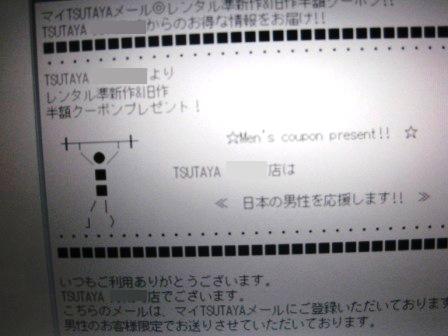 マイTSUTAYAメール◎レンタル準新作&旧作半額クーポン!!
TSUTAYA からのお得な情報をお届け!!
TSUTAYA より
レンタル準新作&旧作
半額クーポンプレゼント！
☆Men's coupon present!! ☆
TSUTAYA 店は
≪ 日本の男性を応援します!! ≫
いつもご利用ありがとうございます。
TSUTAYA 店でございます。
こちらのメールは、マイTSUTAYAメールにご登録いただいております
男性のお客様限定でお送りさせていただいております。